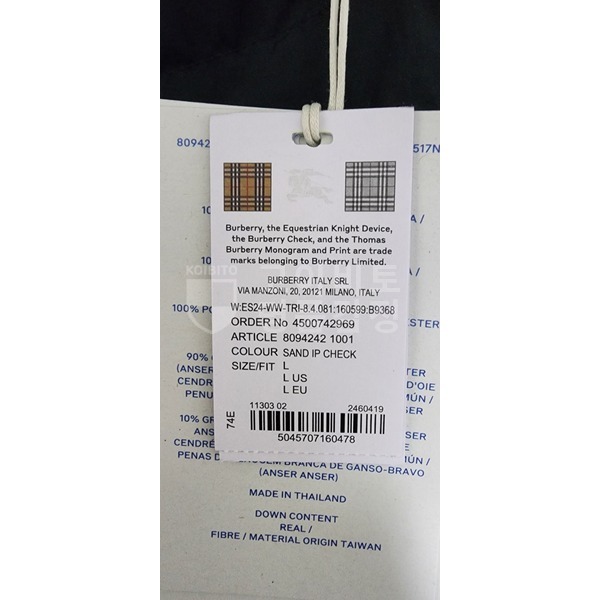 8094242
517N
Burberry, the Equestrian Knight Device,
the Burberry Check, and the Thomas
Burberry Monogram and Print are trade
marks belonging to Burberry Limited.
KOIBITO
BURBERRY ITALY SRL
VIA MANZONI, 20, 20121 MILANO, ITALY
W:ES24-WW-TRI-8.4.081:160599:B9368
ORDER No 4500742969
ARTICLE 8094242 1001
COLOUR SAND IP CHECK
SIZE/FIT L
L US
L EU
74E
11303 02 2460419
5045707160478
100% PO
ESTER
90%
TER
(ANSER
D'OIE
CENDRÉ
MÚN /
PENU
10% GR
ANS
CENDRÉ
MUN /
PENAS D
BRANCA DE GANSO-BRAVO
(ANSER ANSER)
MADE IN THAILAND
DOWN CONTENT
REAL /
FIBRE / MATERIAL ORIGIN TAIWAN